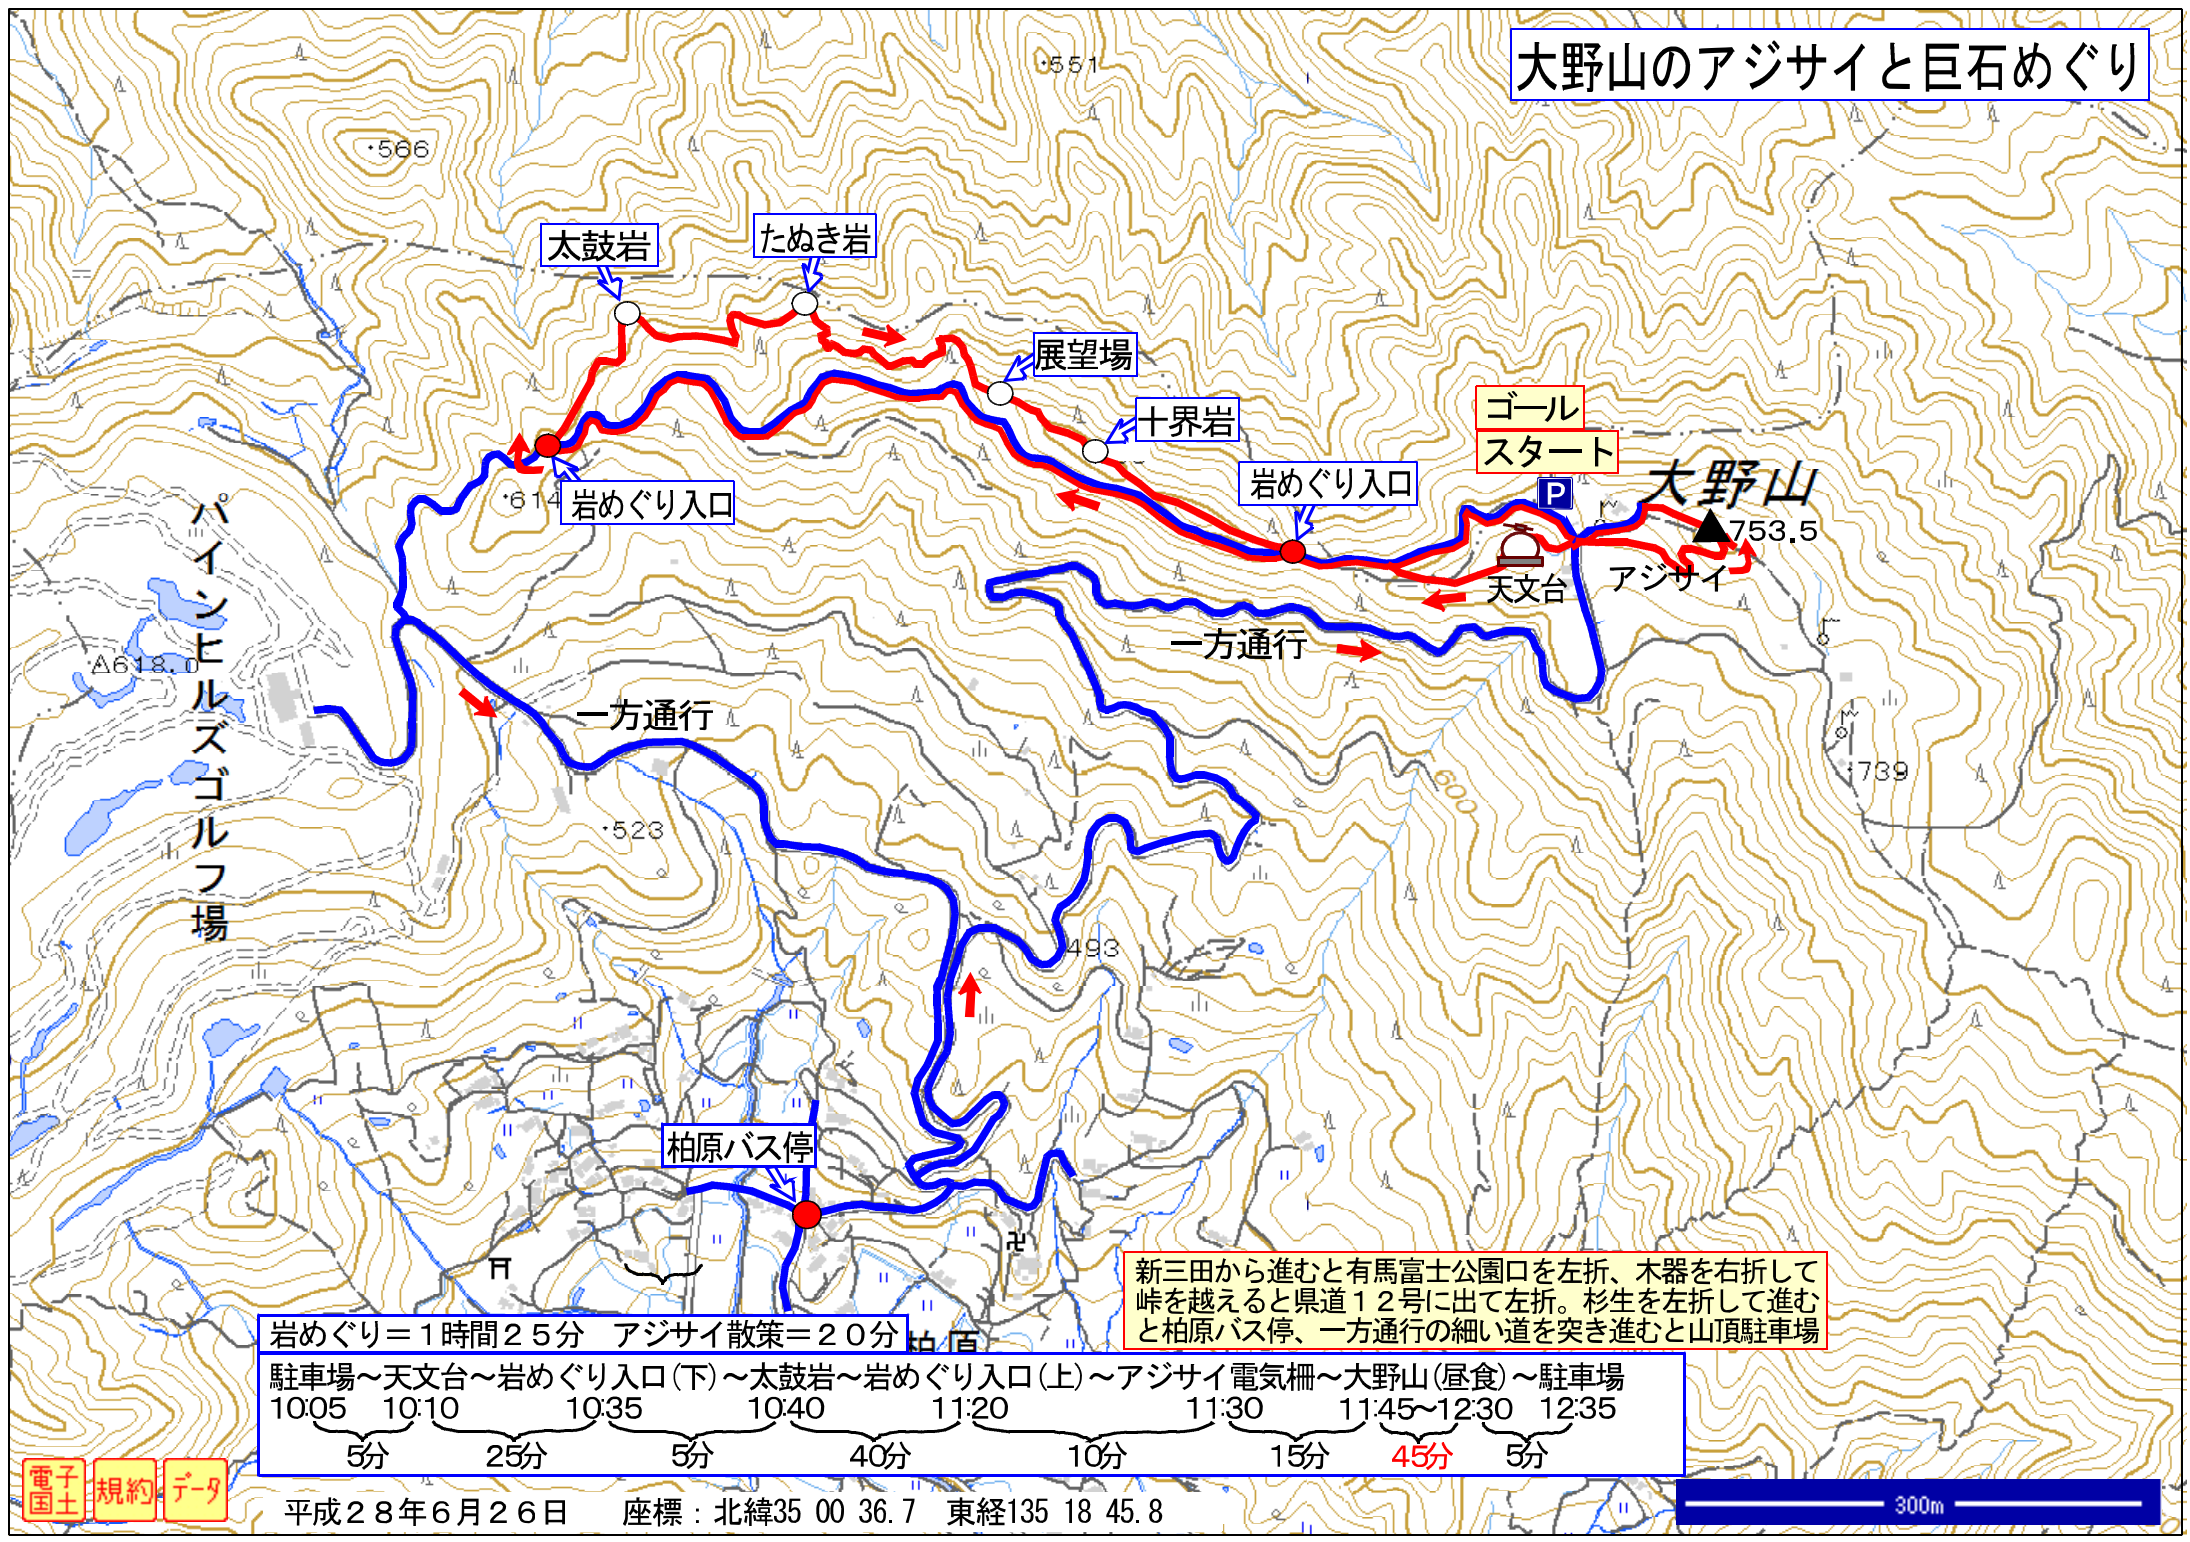 大野山のアジサイと巨石めぐり
・551
・566
太鼓岩
たぬき岩
展望場
十界岩
ゴール
スタート
岩めぐり入口
P
大野山
753.5
・614
岩めぐり入口
天文台
アジサイ
パインヒルズゴルフ場
618.0
一方通行
一方通行
・739
600
・523
493
柏原バス停
新三田から進むと有馬富士公園口を左折、木器を右折して
峠を越えると県道12号に出て左折。杉生を左折して進む
と柏原バス停、一方通行の細い道を突き進むと山頂駐車場
岩めぐり＝1時間25分　アジサイ散策＝20分
柏原
駐車場～天文台～岩めぐり入口(下)～太鼓岩～岩めぐり入口(上)～アジサイ電気柵～大野山(昼食)～駐車場
10:05 10:10 10:35 10:40 11:20 11:30 11:45～12:30 12:35
5分 25分 5分 40分 10分 15分 45分 5分
電子国土 規約 データ
平成28年6月26日　座標：北緯35 00 36.7　東経135 18 45.8
300m